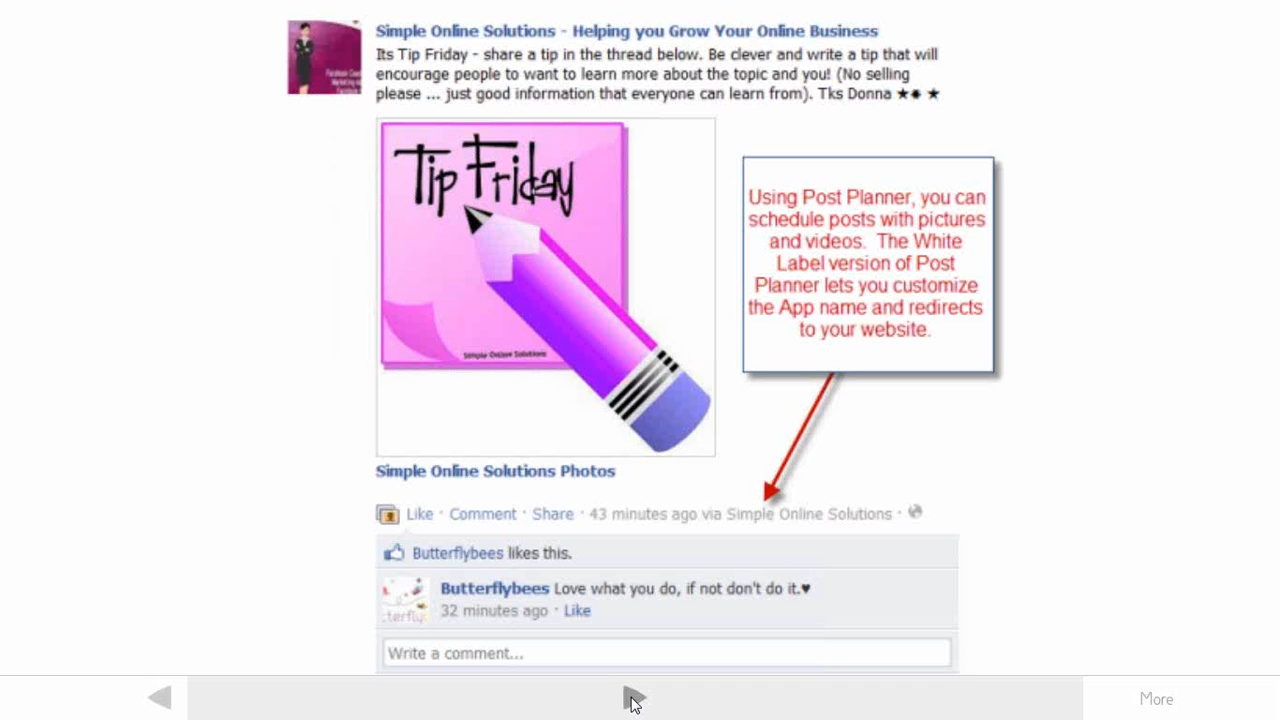 Simple Online Solutions - Helping you Grow Your Online Business
Its Tip Friday - share a tip in the thread below. Be clever and write a tip that will
encourage people to want to learn more about the topic and you! (No selling
please ... just good information that everyone can learn from). Tks Donna ★★ ★
Tip Friday
Simple Online Solutions
Using Post Planner, you can
schedule posts with pictures
and videos. The White
Label version of Post
Planner lets you customize
the App name and redirects
to your website.
Simple Online Solutions Photos
Like · Comment · Share · 43 minutes ago via Simple Online Solutions ·
Butterflybees likes this.
Butterflybees Love what you do, if not don't do it.♥
32 minutes ago · Like
Write a comment...
More